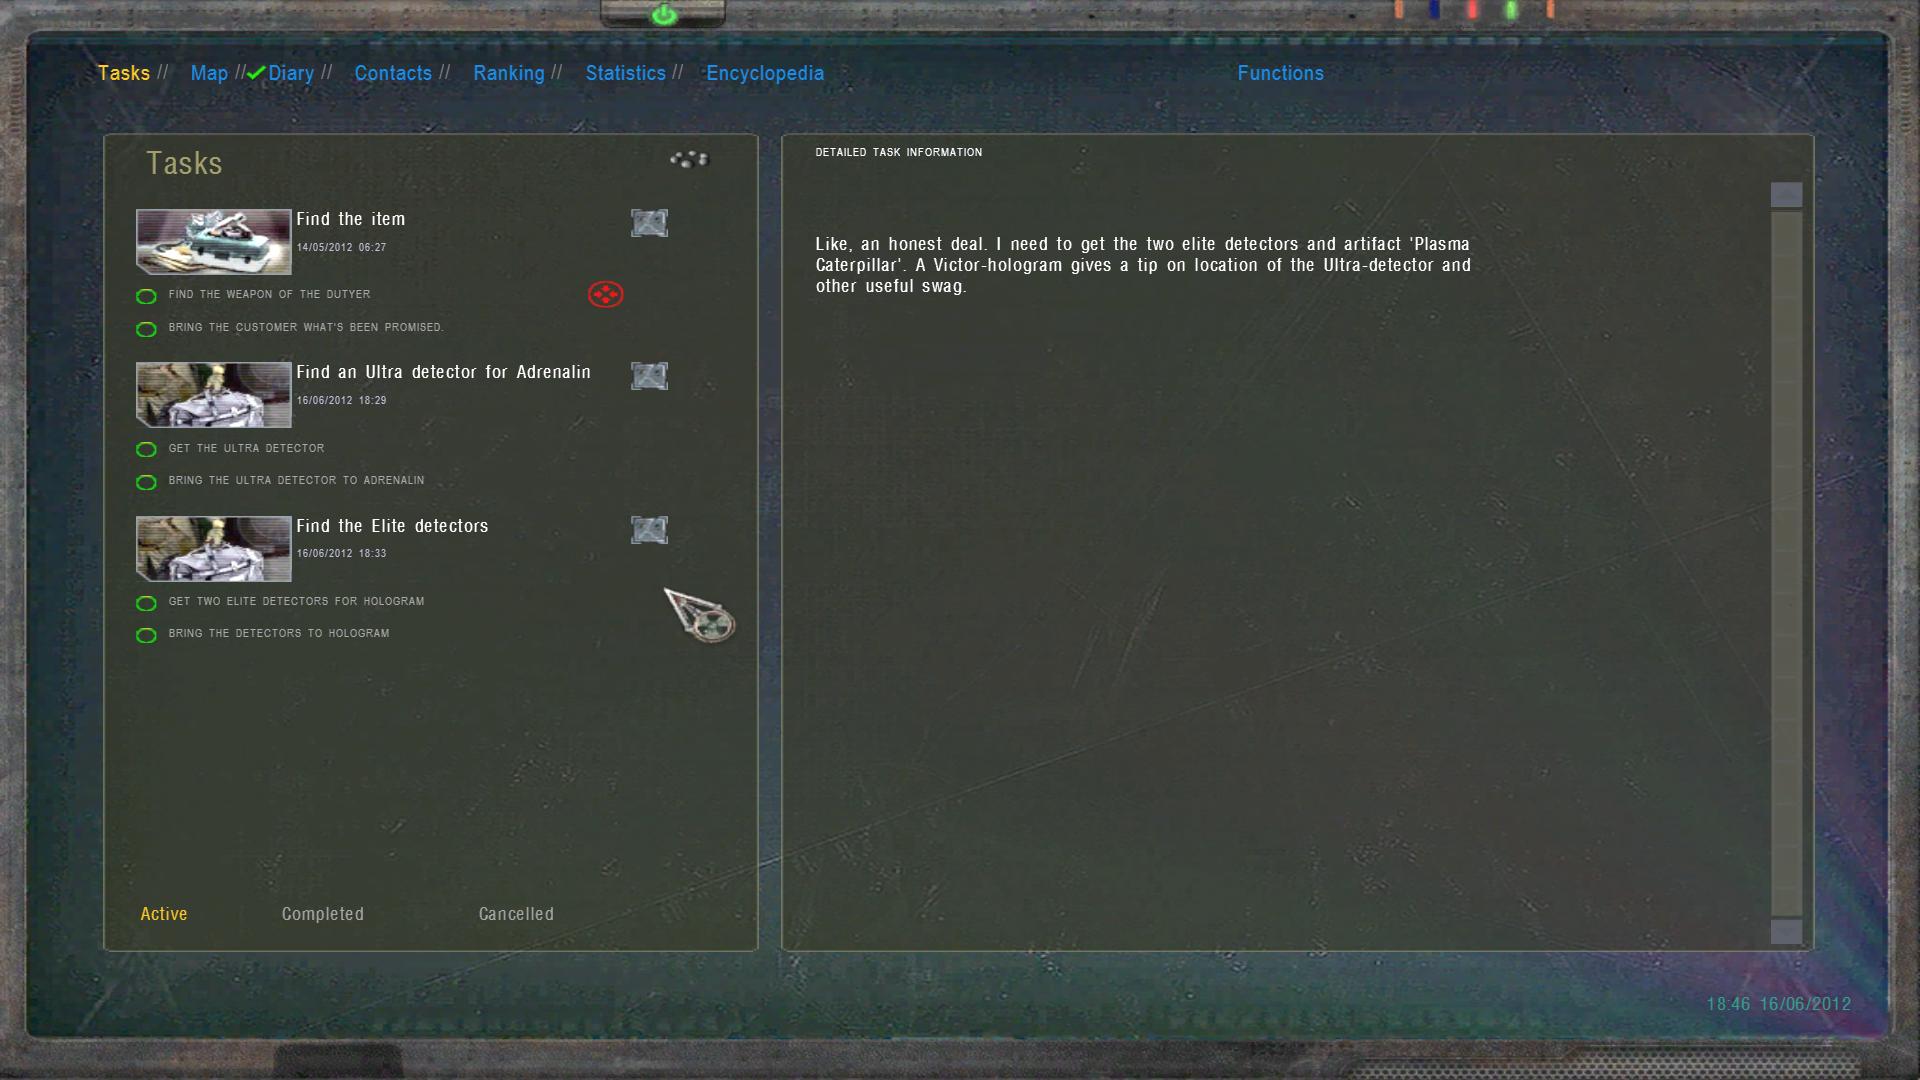 Tasks // Map // Diary // Contacts // Ranking // Statistics // Encyclopedia
Functions
Tasks
Find the item
14/05/2012 06:27
FIND THE WEAPON OF THE DUTYER
BRING THE CUSTOMER WHAT'S BEEN PROMISED.
Find an Ultra detector for Adrenalin
16/06/2012 18:29
GET THE ULTRA DETECTOR
BRING THE ULTRA DETECTOR TO ADRENALIN
Find the Elite detectors
16/06/2012 18:33
GET TWO ELITE DETECTORS FOR HOLOGRAM
BRING THE DETECTORS TO HOLOGRAM
Active
Completed
Cancelled
DETAILED TASK INFORMATION
Like, an honest deal. I need to get the two elite detectors and artifact 'Plasma
Caterpillar'. A Victor-hologram gives a tip on location of the Ultra-detector and
other useful swag.
18:46 16/06/2012